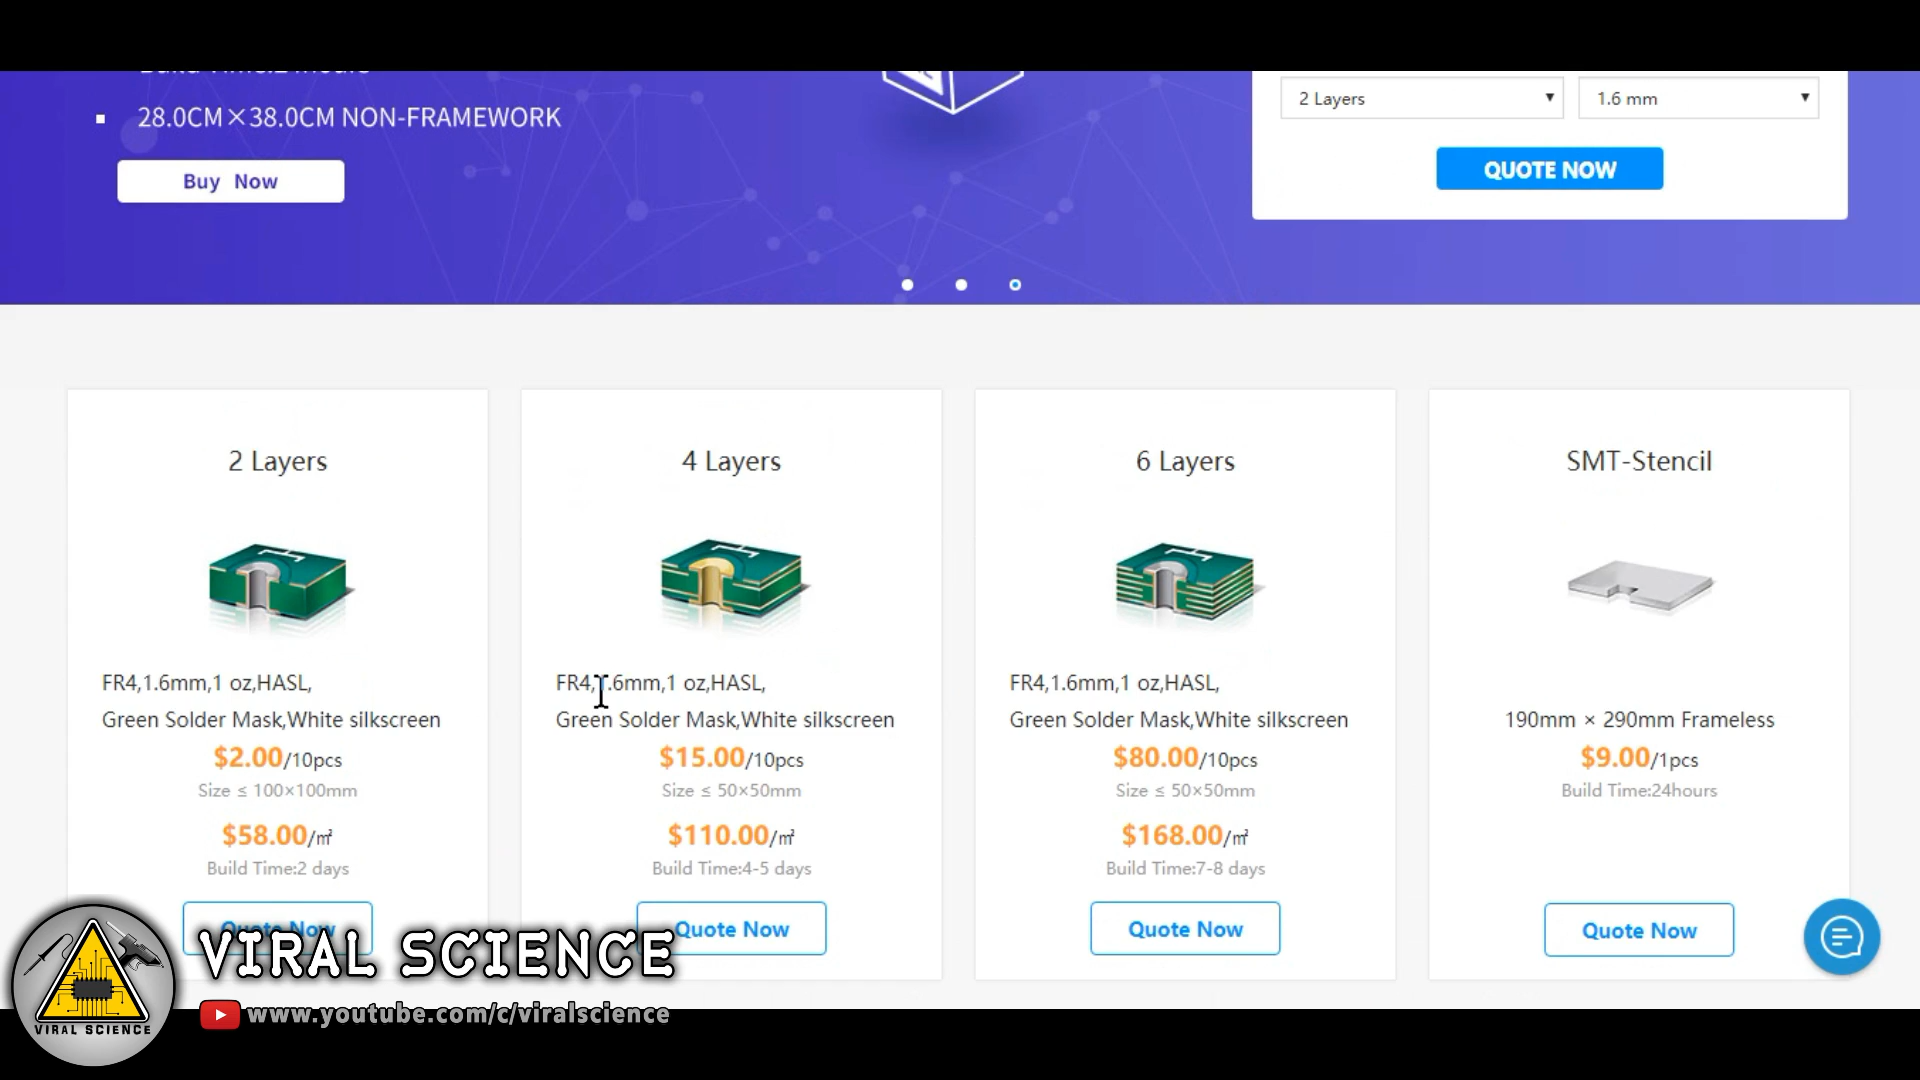 28.0CM×38.0CM NON-FRAMEWORK
Buy Now
2 Layers
1.6 mm
QUOTE NOW
2 Layers
FR4,1.6mm,1 oz,HASL,
Green Solder Mask,White silkscreen
$2.00/10pcs
Size ≤ 100×100mm
$58.00/㎡
Build Time:2 days
Quote Now
4 Layers
FR4,1.6mm,1 oz,HASL,
Green Solder Mask,White silkscreen
$15.00/10pcs
Size ≤ 50×50mm
$110.00/㎡
Build Time:4-5 days
Quote Now
6 Layers
FR4,1.6mm,1 oz,HASL,
Green Solder Mask,White silkscreen
$80.00/10pcs
Size ≤ 50×50mm
$168.00/㎡
Build Time:7-8 days
Quote Now
SMT-Stencil
190mm × 290mm Frameless
$9.00/1pcs
Build Time:24hours
Quote Now
VIRAL SCIENCE
www.youtube.com/c/viralscience
VIRAL SCIENCE